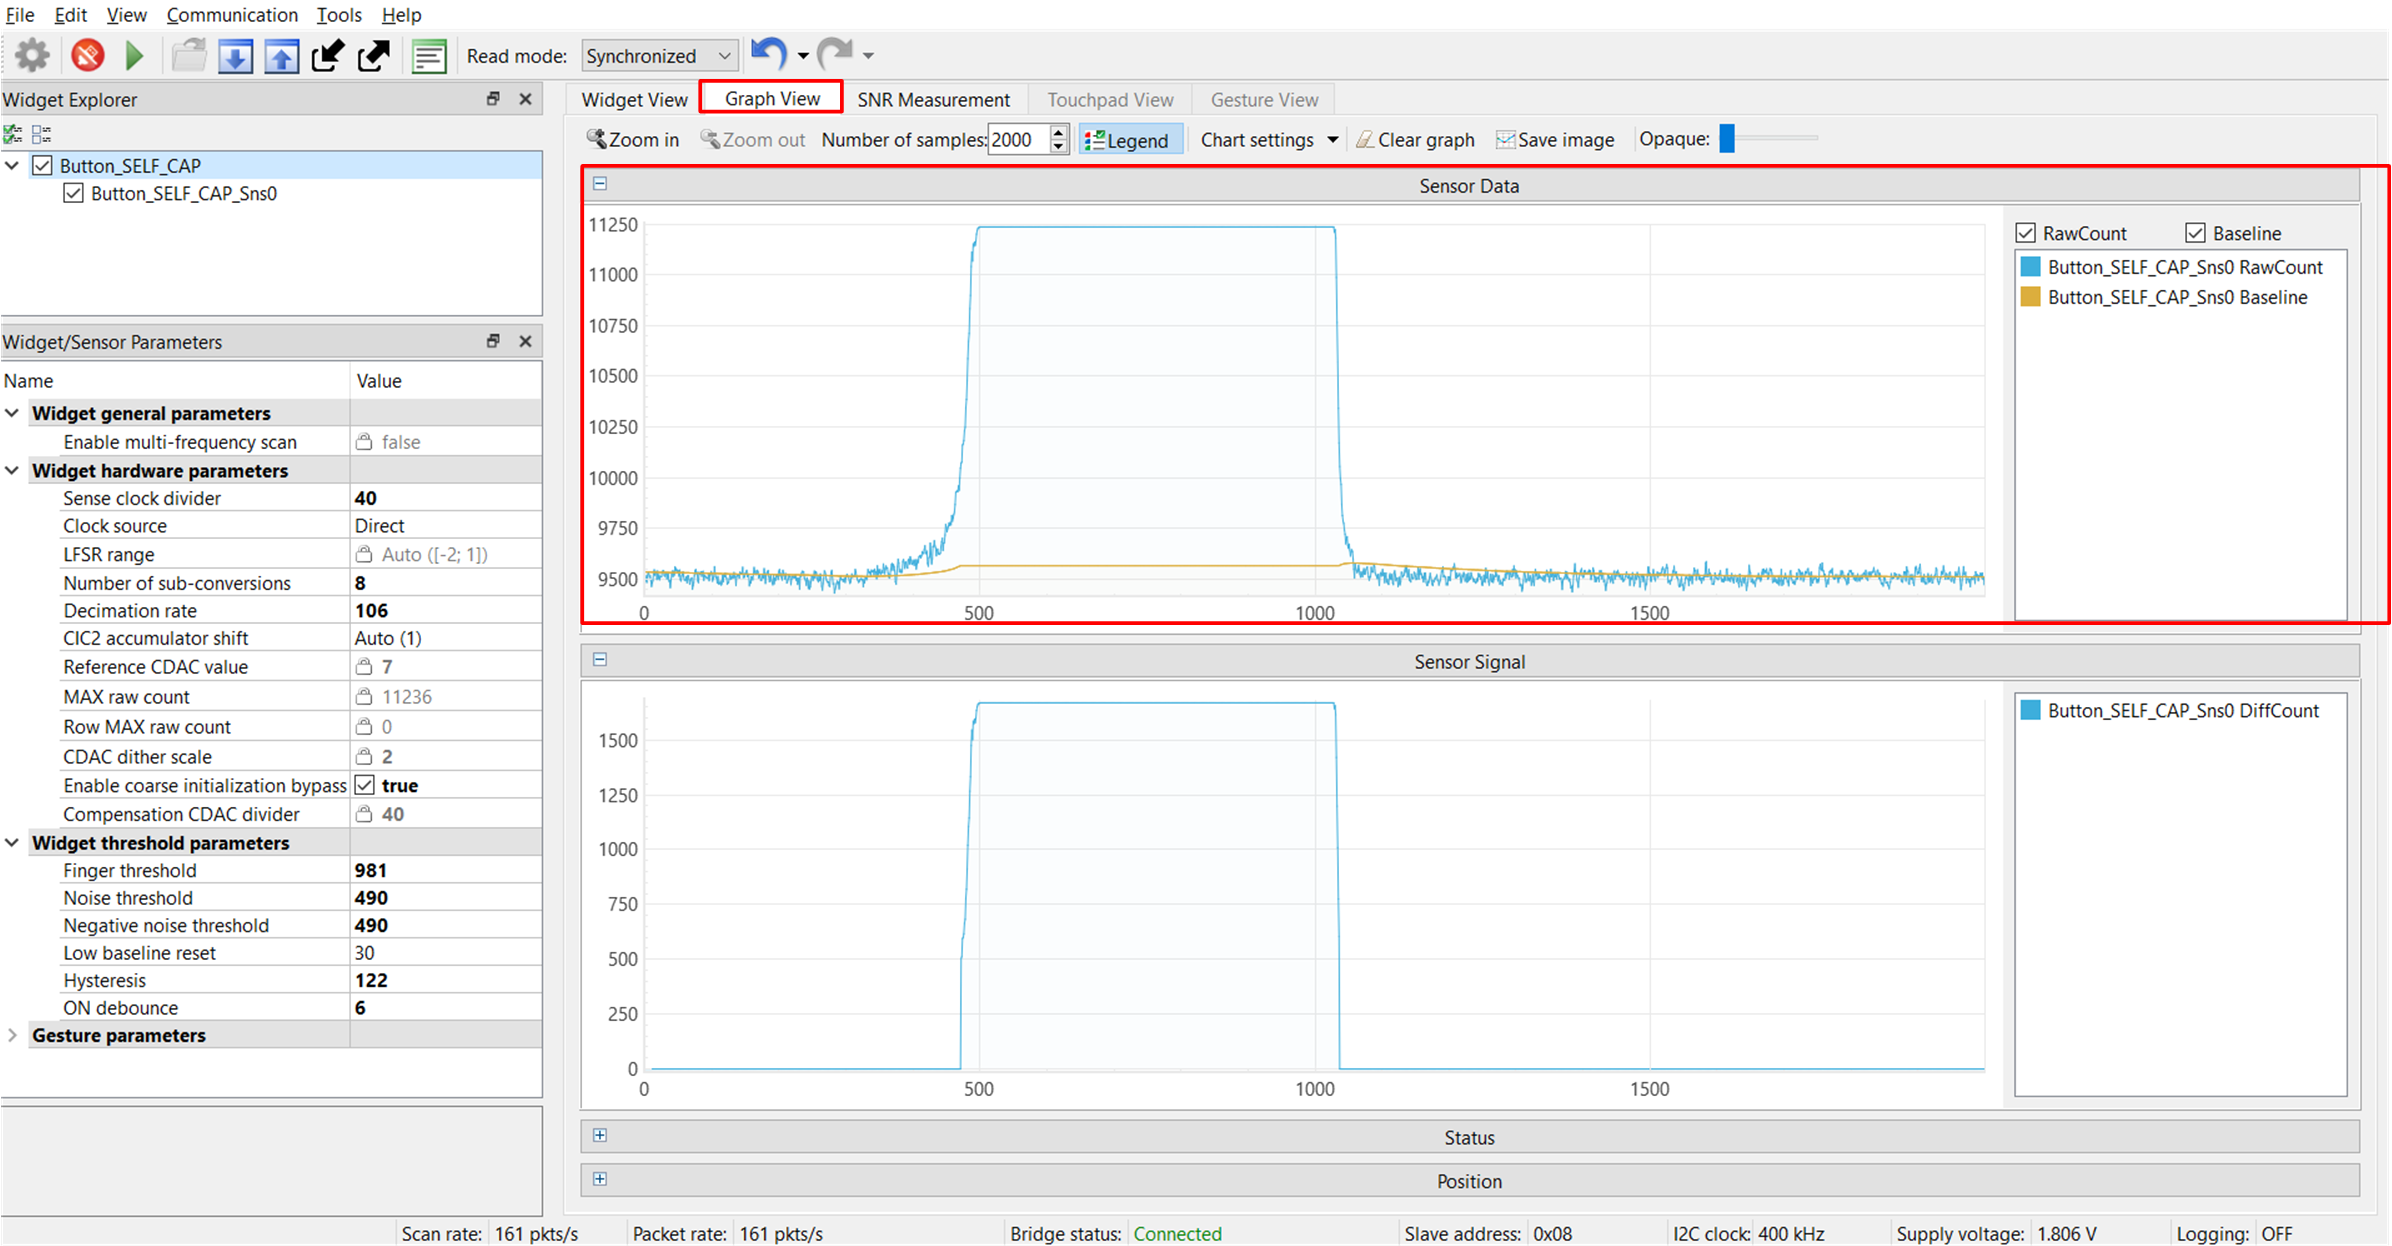 File Edit View Communication Tools Help
Read mode: Synchronized
Widget Explorer
Button_SELF_CAP
Button_SELF_CAP_Sns0
Widget/Sensor Parameters
Name Value
Widget general parameters
Enable multi-frequency scan false
Widget hardware parameters
Sense clock divider 40
Clock source Direct
LFSR range Auto ([-2; 1])
Number of sub-conversions 8
Decimation rate 106
CIC2 accumulator shift Auto (1)
Reference CDAC value 7
MAX raw count 11236
Row MAX raw count 0
CDAC dither scale 2
Enable coarse initialization bypass true
Compensation CDAC divider 40
Widget threshold parameters
Finger threshold 981
Noise threshold 490
Negative noise threshold 490
Low baseline reset 30
Hysteresis 122
ON debounce 6
Gesture parameters
Widget View Graph View SNR Measurement Touchpad View Gesture View
Zoom in Zoom out Number of samples: 2000 Legend Chart settings Clear graph Save image Opaque:
Sensor Data
11250
11000
10750
10500
10250
10000
9750
9500
0 500 1000 1500
RawCount Baseline
Button_SELF_CAP_Sns0 RawCount
Button_SELF_CAP_Sns0 Baseline
Sensor Signal
1500
1250
1000
750
500
250
0
0 500 1000 1500
Button_SELF_CAP_Sns0 DiffCount
Status
Position
Scan rate: 161 pkts/s Packet rate: 161 pkts/s Bridge status: Connected Slave address: 0x08 I2C clock: 400 kHz Supply voltage: 1.806 V Logging: OFF